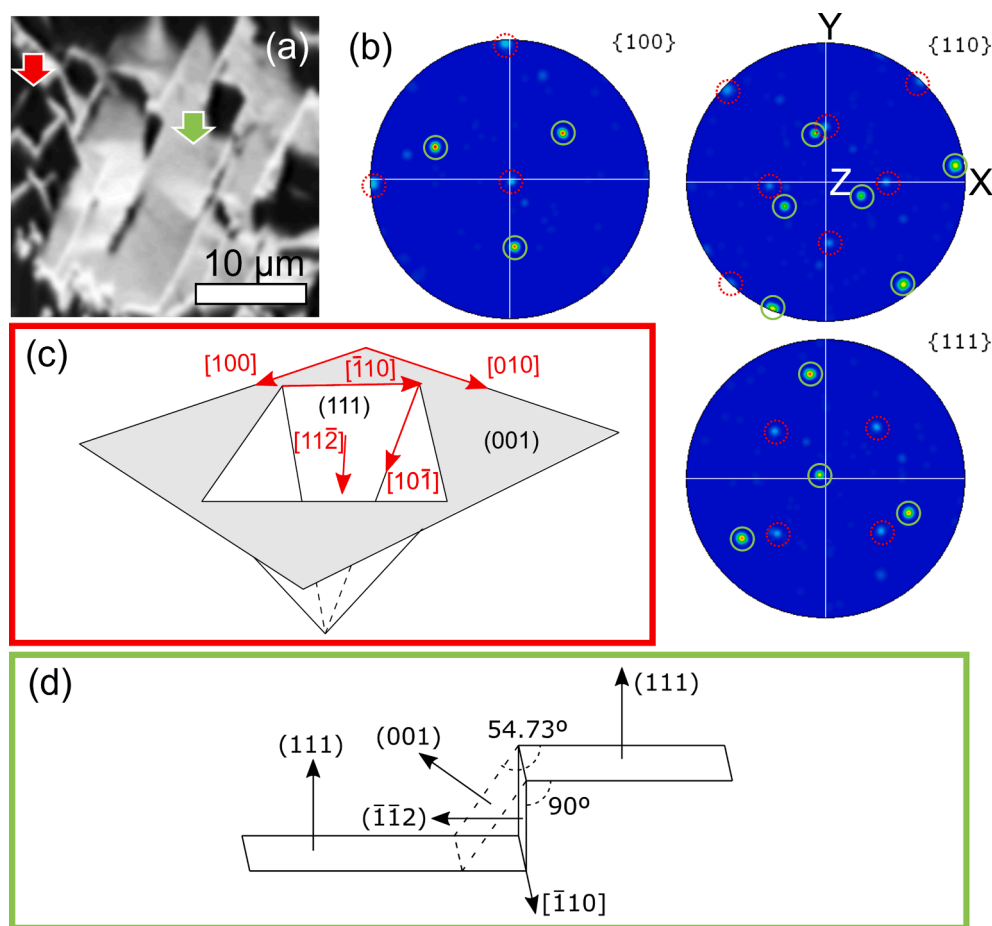 (a)
10 μm
(b)
{100}
{110}
Y
X
Z
{111}
(c)
[100]
[1̅10]
[010]
(111)
(001)
[112̅]
[101̅]
(d)
(111)
(001)
54.73º
(111)
(1̅1̅2)
90º
[1̅10]